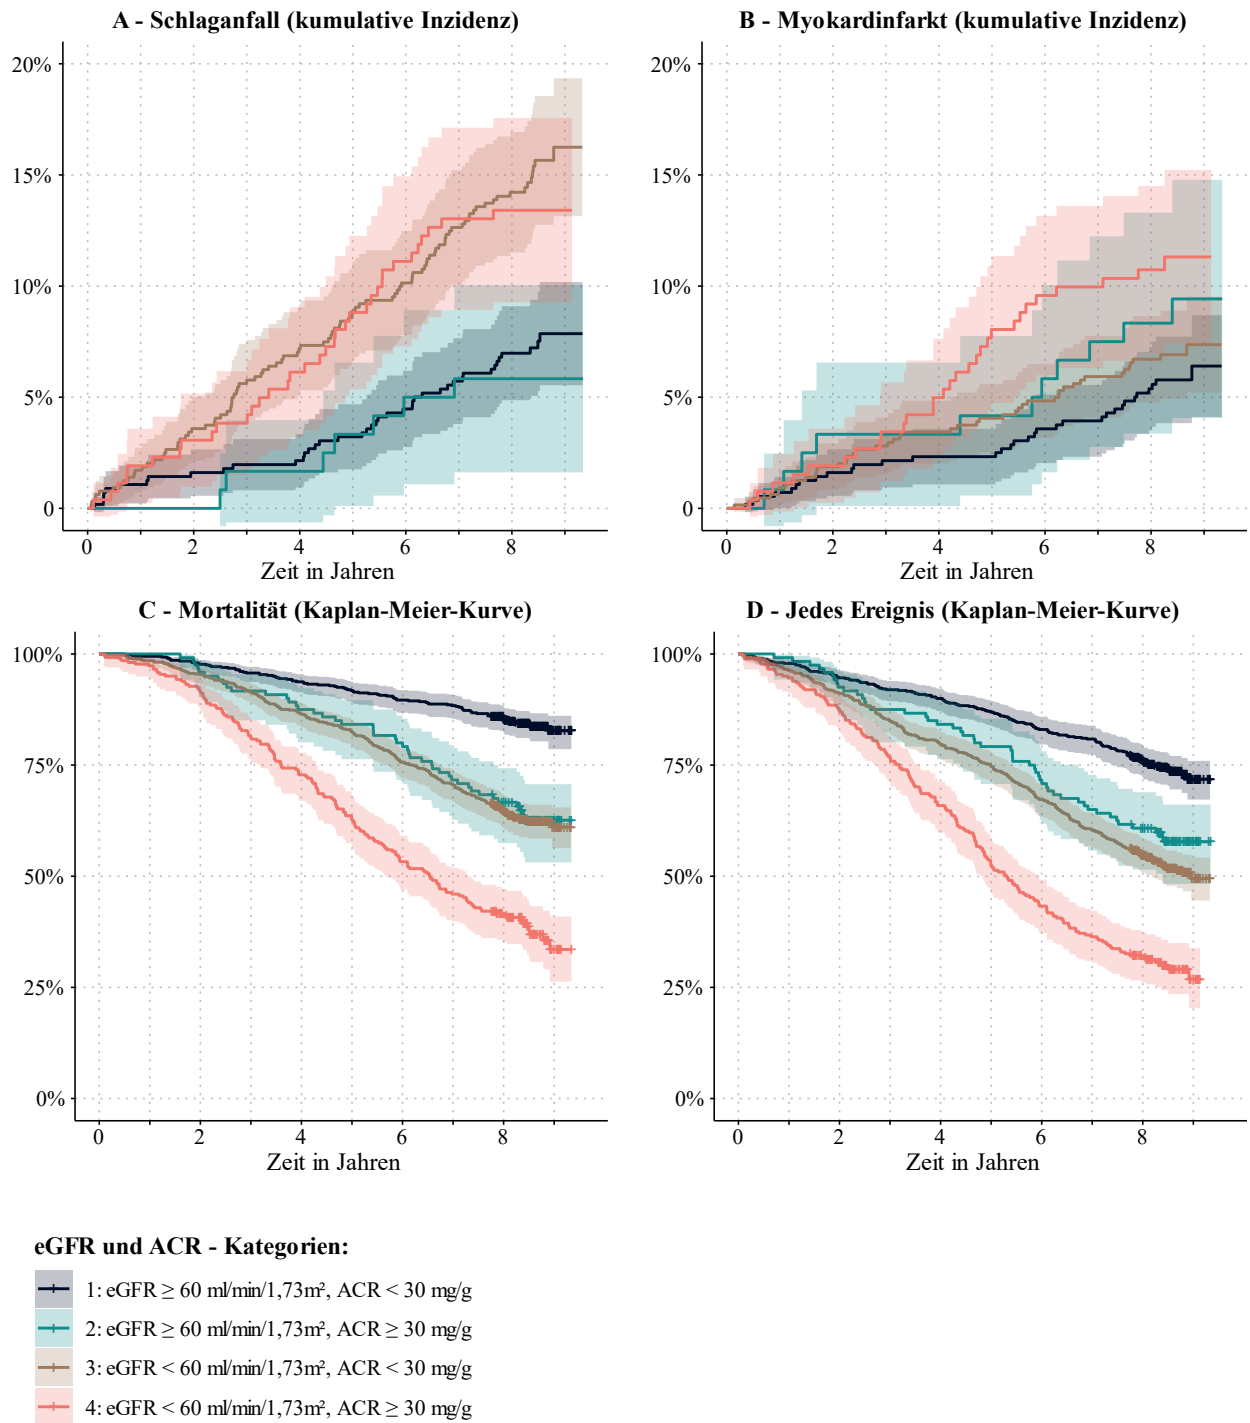 A - Schlaganfall (kumulative Inzidenz)
20%
15%
10%
5%
0
0 2 4 6 8
Zeit in Jahren
B - Myokardinfarkt (kumulative Inzidenz)
20%
15%
10%
5%
0
0 2 4 6 8
Zeit in Jahren
C - Mortalität (Kaplan-Meier-Kurve)
100%
75%
50%
25%
0%
0 2 4 6 8
Zeit in Jahren
D - Jedes Ereignis (Kaplan-Meier-Kurve)
100%
75%
50%
25%
0%
0 2 4 6 8
Zeit in Jahren
eGFR und ACR - Kategorien:
1: eGFR ≥ 60 ml/min/1,73m², ACR < 30 mg/g
2: eGFR ≥ 60 ml/min/1,73m², ACR ≥ 30 mg/g
3: eGFR < 60 ml/min/1,73m², ACR < 30 mg/g
4: eGFR < 60 ml/min/1,73m², ACR ≥ 30 mg/g